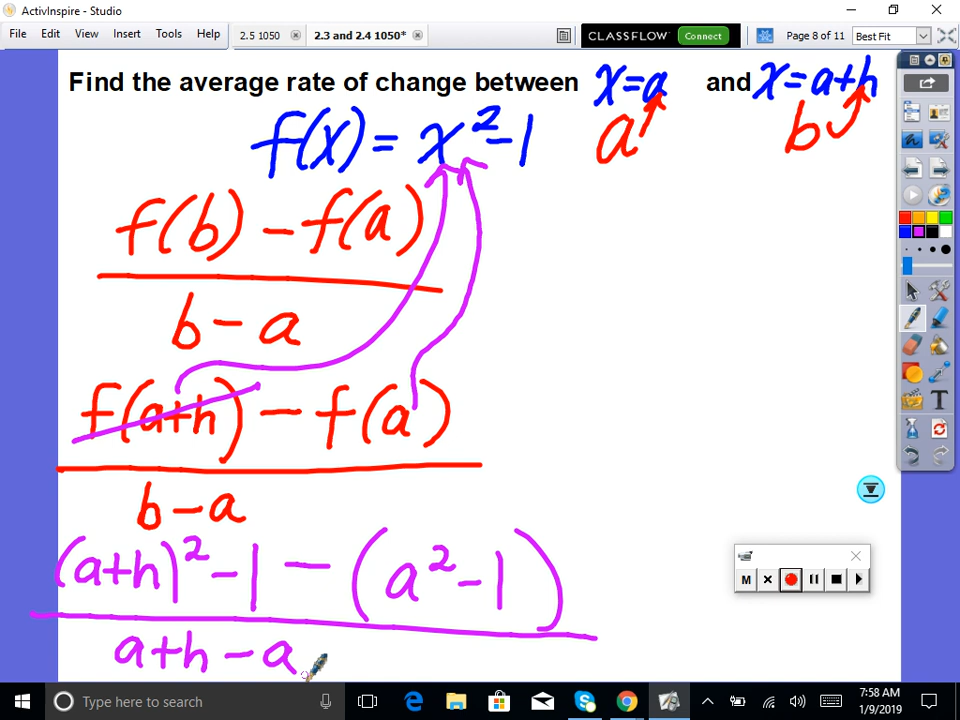 ActivInspire - Studio
File Edit View Insert Tools Help
2.5 1050 2.3 and 2.4 1050*
CLASSFLOW Connect
Page 8 of 11
Best Fit
Find the average rate of change between x=a and x=a+h
f(x) = x²-1 a b
f(b) - f(a)
b - a
f(a+h) - f(a)
b - a
(a+h)² - 1 - (a² - 1)
a+h - a
M
Type here to search
7:58 AM
1/9/2019